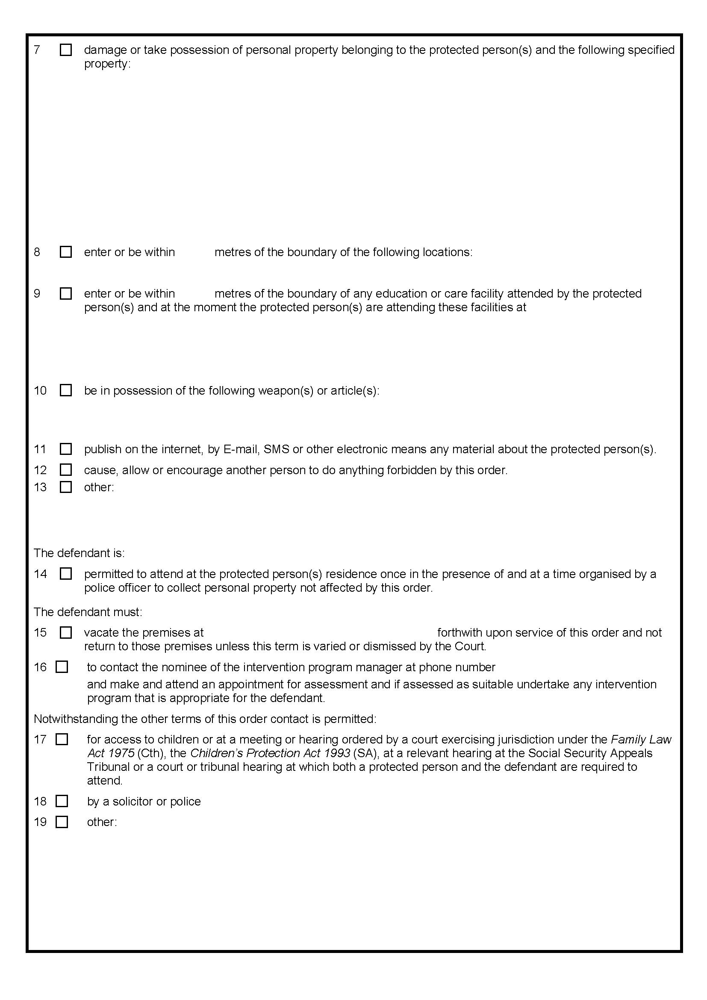 7 damage or take possession of personal property belonging to the protected person(s) and the following specified
property:
8 enter or be within metres of the boundary of the following locations:
9 enter or be within metres of the boundary of any education or care facility attended by the protected
person(s) and at the moment the protected person(s) are attending these facilities at
10 be in possession of the following weapon(s) or article(s):
11 publish on the internet, by E-mail, SMS or other electronic means any material about the protected person(s).
12 cause, allow or encourage another person to do anything forbidden by this order.
13 other:
The defendant is:
14 permitted to attend at the protected person(s) residence once in the presence of and at a time organised by a
police officer to collect personal property not affected by this order.
The defendant must:
15 vacate the premises at forthwith upon service of this order and not
return to those premises unless this term is varied or dismissed by the Court.
16 to contact the nominee of the intervention program manager at phone number
and make and attend an appointment for assessment and if assessed as suitable undertake any intervention
program that is appropriate for the defendant.
Notwithstanding the other terms of this order contact is permitted:
17 for access to children or at a meeting or hearing ordered by a court exercising jurisdiction under the Family Law
Act 1975 (Cth), the Children's Protection Act 1993 (SA), at a relevant hearing at the Social Security Appeals
Tribunal or a court or tribunal hearing at which both a protected person and the defendant are required to
attend.
18 by a solicitor or police
19 other: